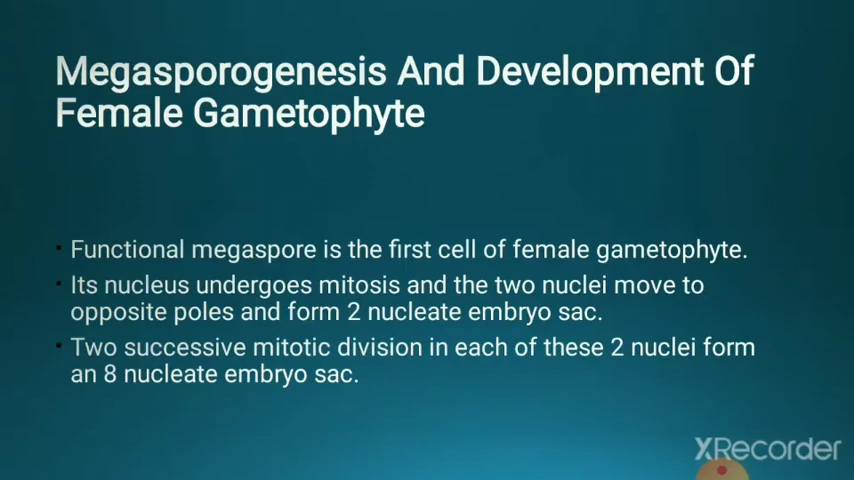 Megasporogenesis And Development Of
Female Gametophyte
• Functional megaspore is the first cell of female gametophyte.
• Its nucleus undergoes mitosis and the two nuclei move to
opposite poles and form 2 nucleate embryo sac.
• Two successive mitotic division in each of these 2 nuclei form
an 8 nucleate embryo sac.
XRecorder